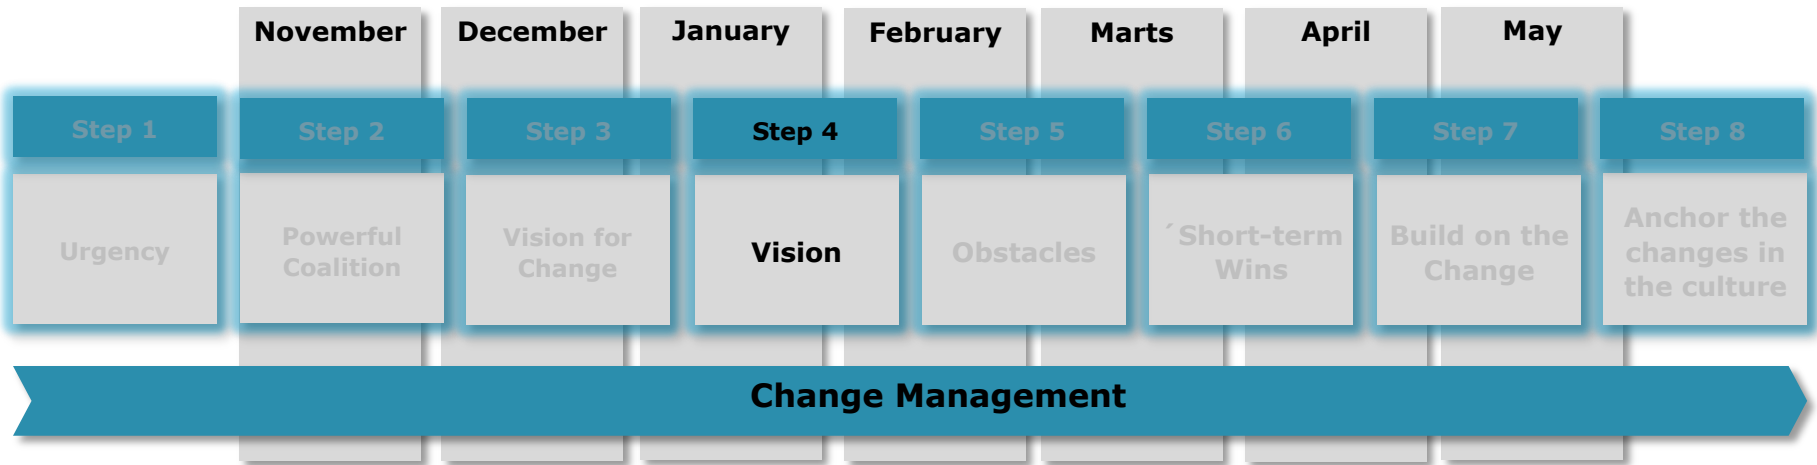 November
December
January
February
Marts
April
May
Step 1
Step 2
Step 3
Step 4
Step 5
Step 6
Step 7
Step 8
Urgency
Powerful
Coalition
Vision for
Change
Vision
Obstacles
´Short-term
Wins
Build on the
Change
Anchor the
changes in
the culture
Change Management